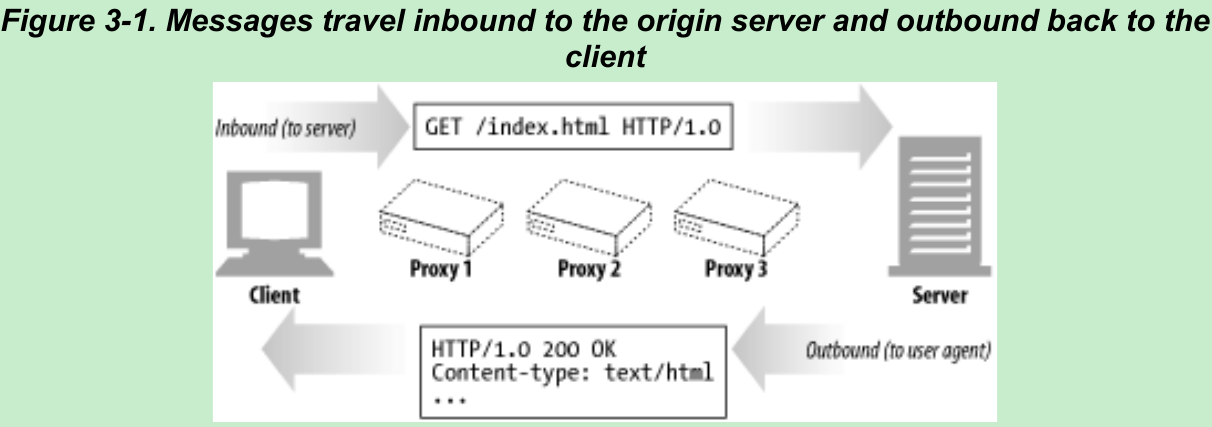 Figure 3-1. Messages travel inbound to the origin server and outbound back to the
client
Inbound (to server)
GET /index.html HTTP/1.0
Proxy 1
Proxy 2
Proxy 3
Client
Server
HTTP/1.0 200 OK
Content-type: text/html
...
Outbound (to user agent)